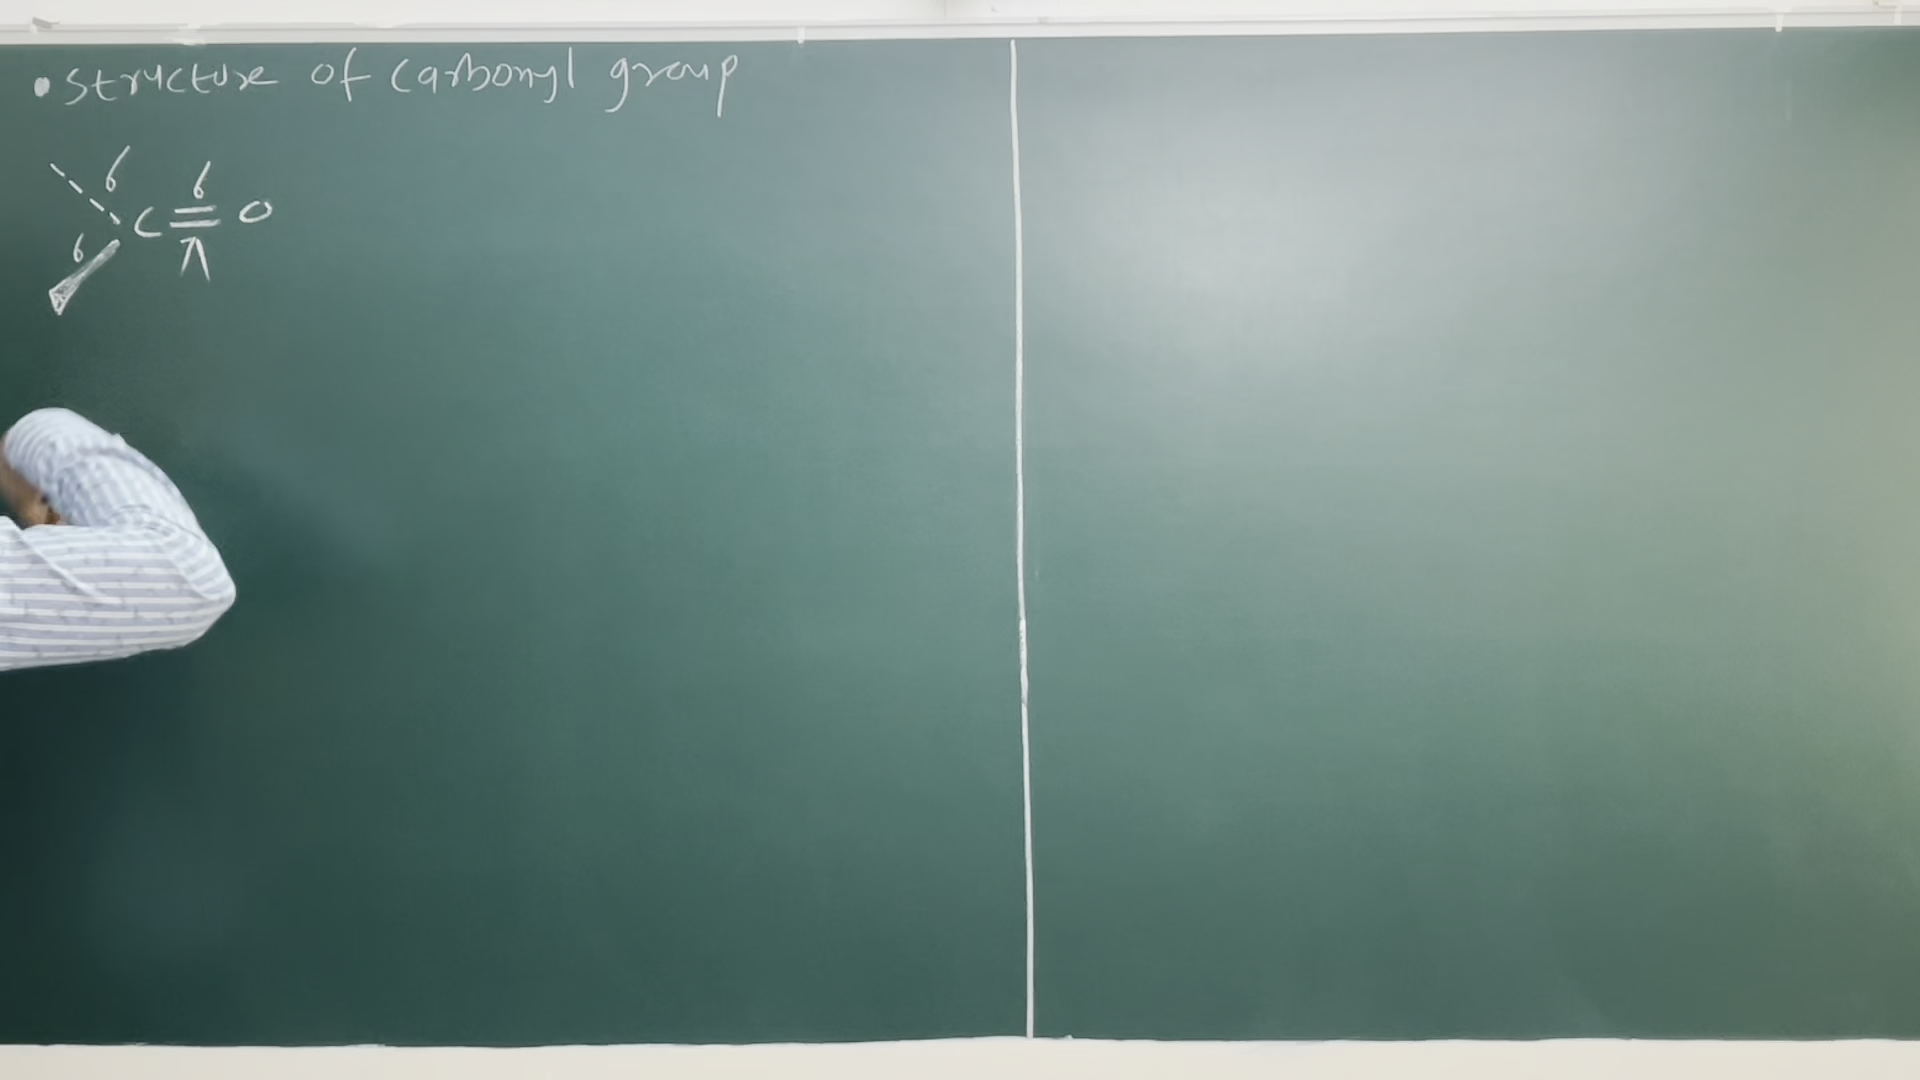 • Structure of carbonyl group
σ σ
C = O
σ π